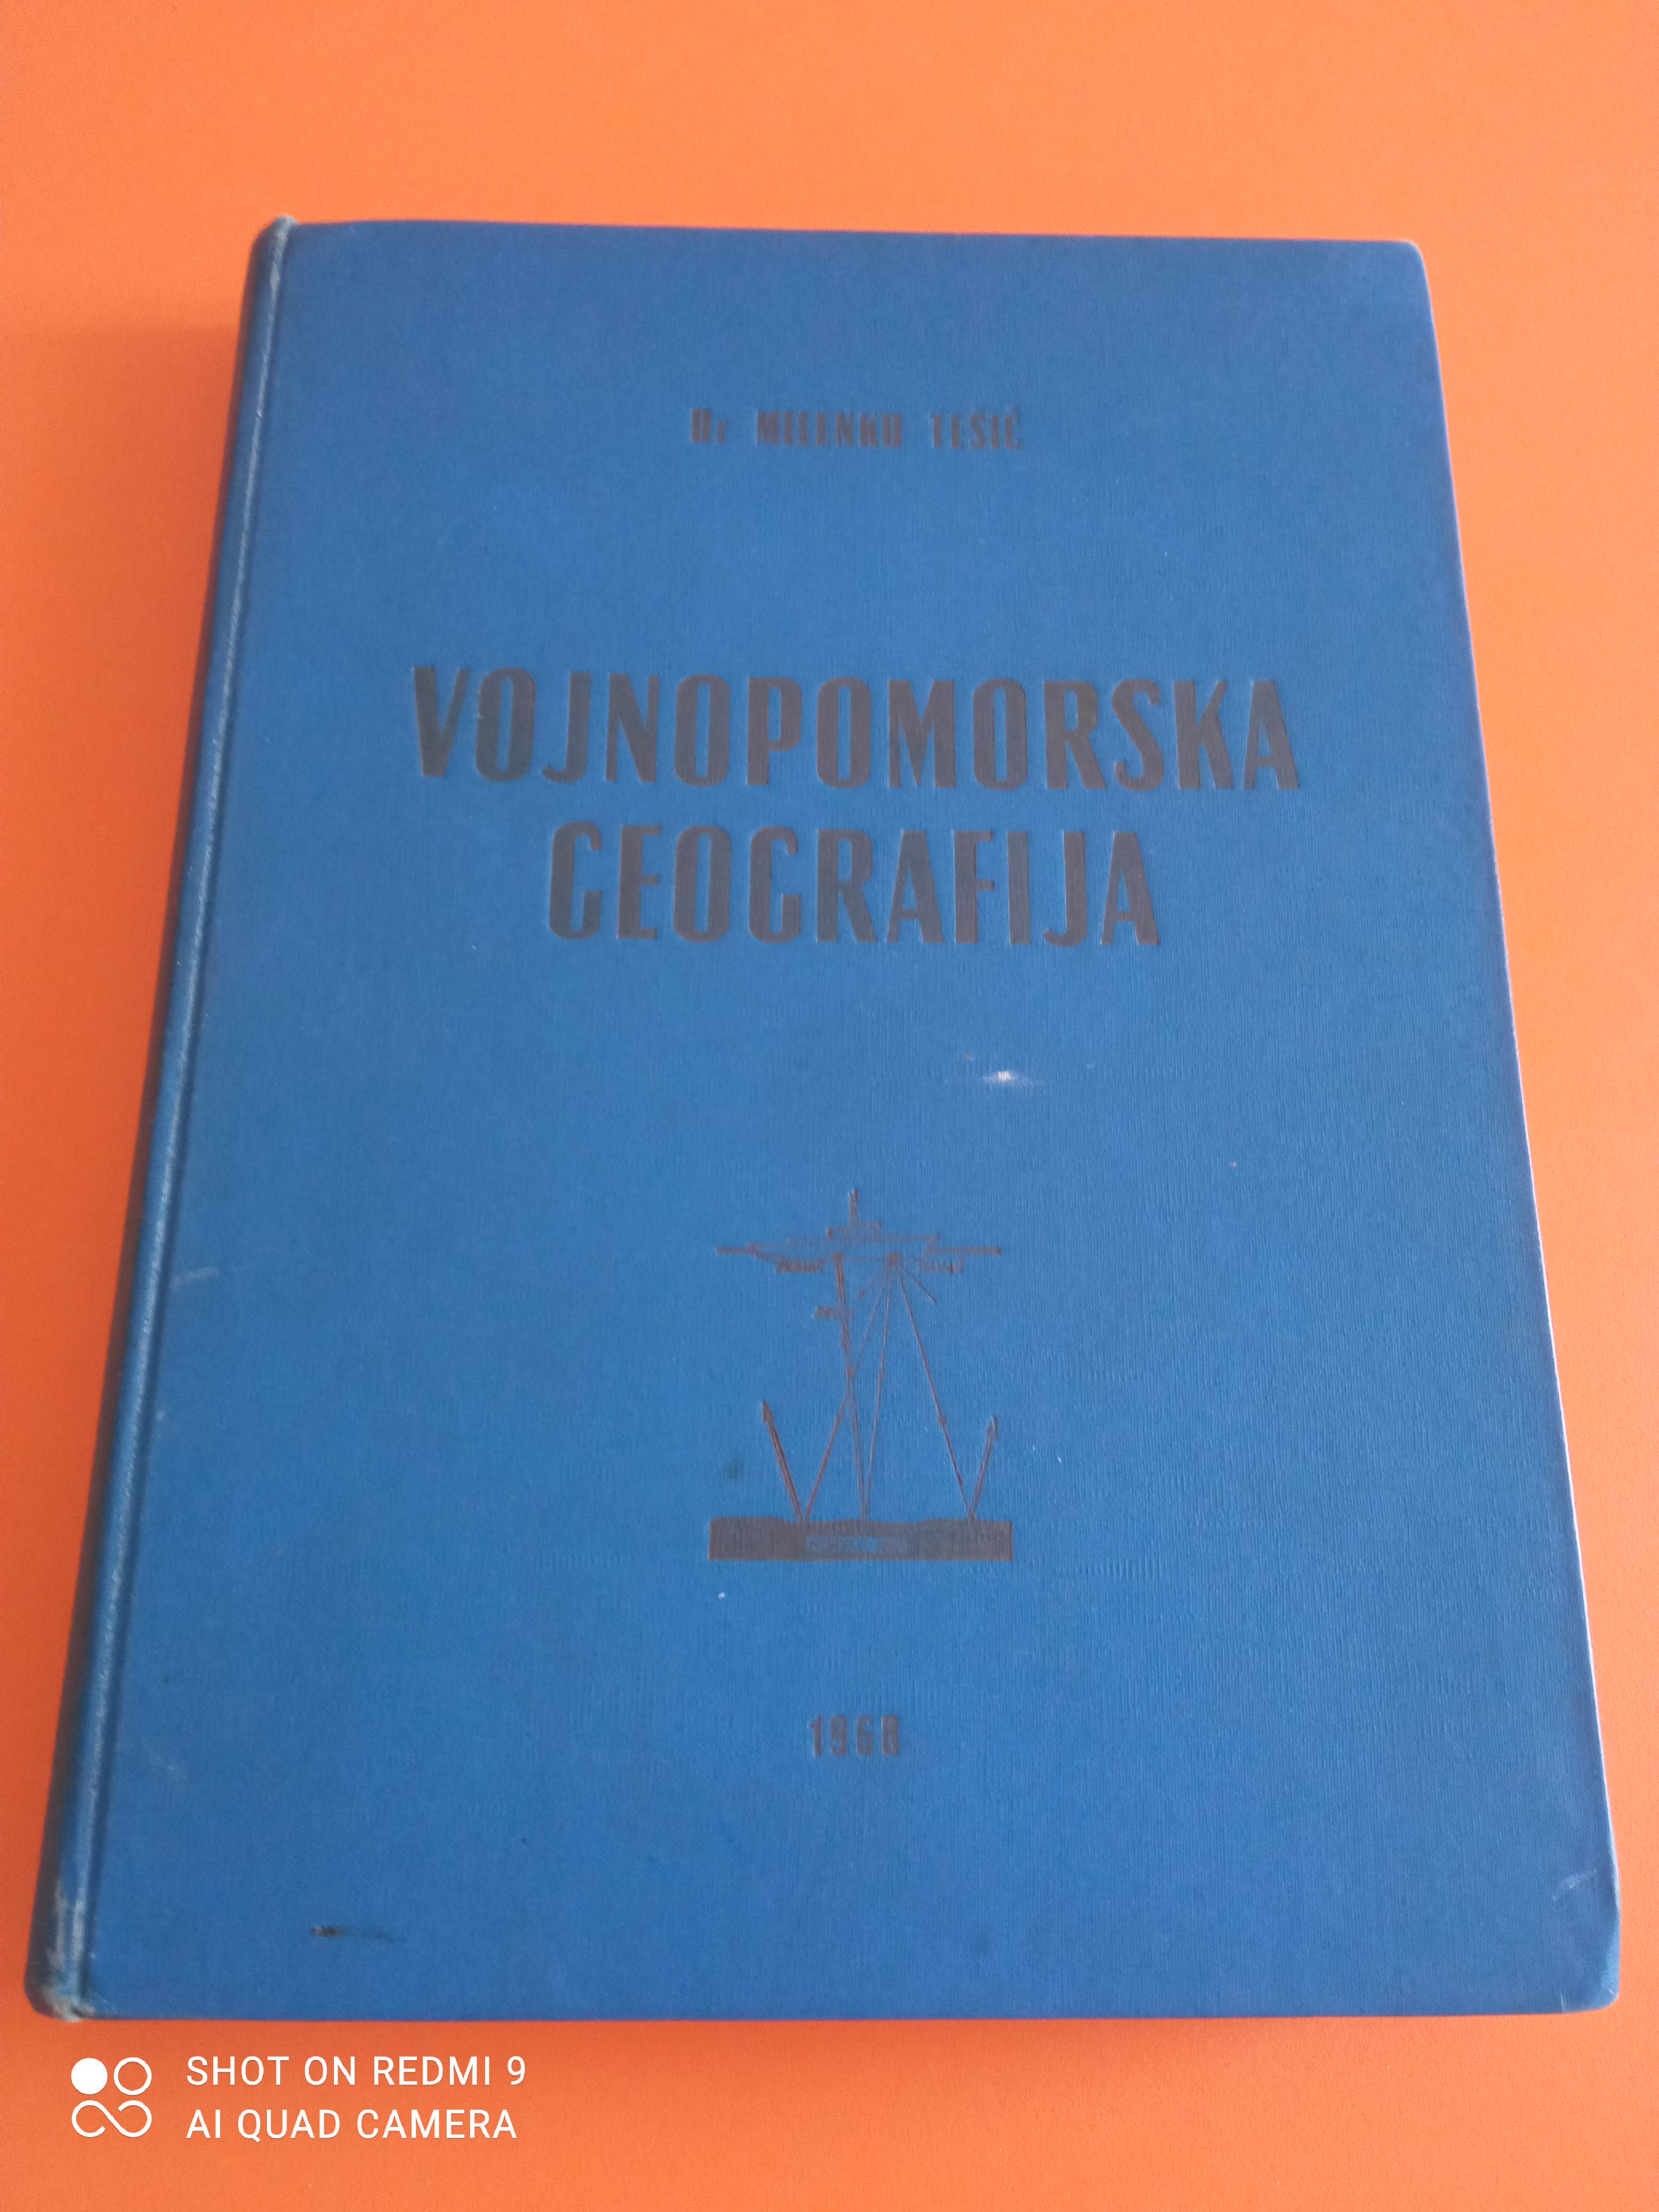 Dr MILENKO TEŠIĆ
VOJNOPOMORSKA
GEOGRAFIJA
1968
SHOT ON REDMI 9
AI QUAD CAMERA